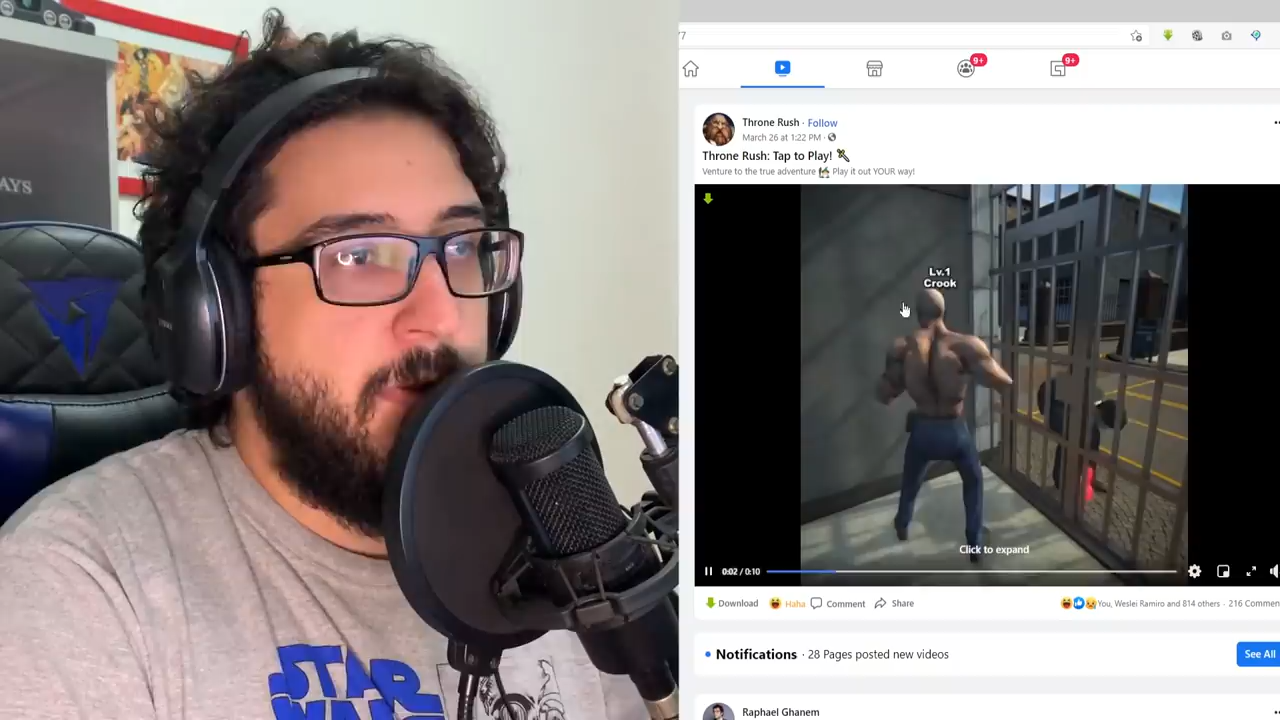 AYS
STAR
7
9+
9+
Throne Rush · Follow
March 26 at 1:22 PM ·
Throne Rush: Tap to Play!
Venture to the true adventure Play it out YOUR way!
Lv.1
Crook
Click to expand
0:02 / 0:10
Download
Haha
Comment
Share
You, Weslei Ramiro and 814 others · 216 Commen
Notifications · 28 Pages posted new videos
See All
Raphael Ghanem